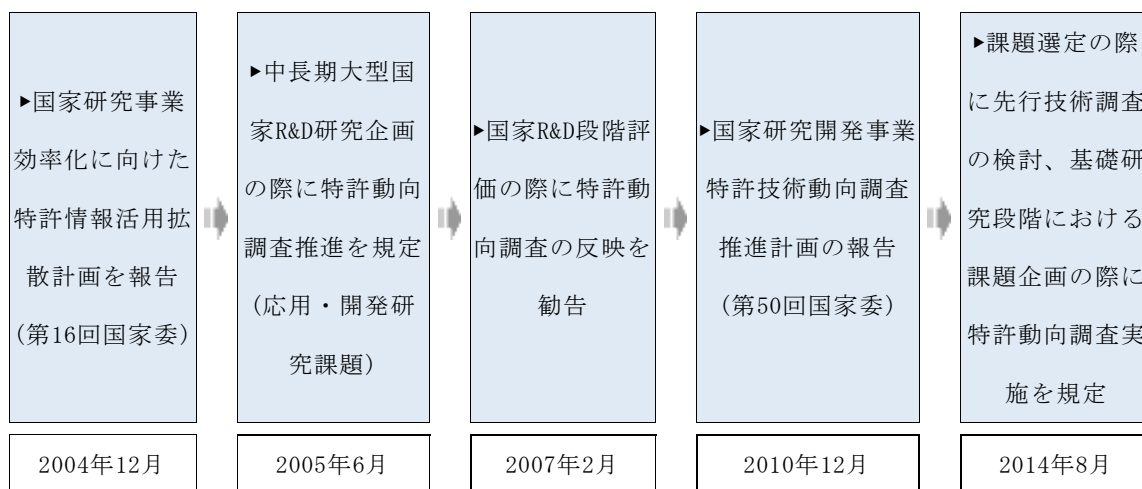 ▶国家研究事業
効率化に向けた
特許情報活用拡
散計画を報告
(第16回国家委)
▶中長期大型国
家R&D研究企画
の際に特許動向
調査推進を規定
(応用・開発研
究課題)
▶国家R&D段階評
価の際に特許動
向調査の反映を
勧告
▶国家研究開発事業
特許技術動向調査
推進計画の報告
(第50回国家委)
▶課題選定の際
に先行技術調査
の検討、基礎研
究段階における
課題企画の際に
特許動向調査実
施を規定
2004年12月
2005年6月
2007年2月
2010年12月
2014年8月